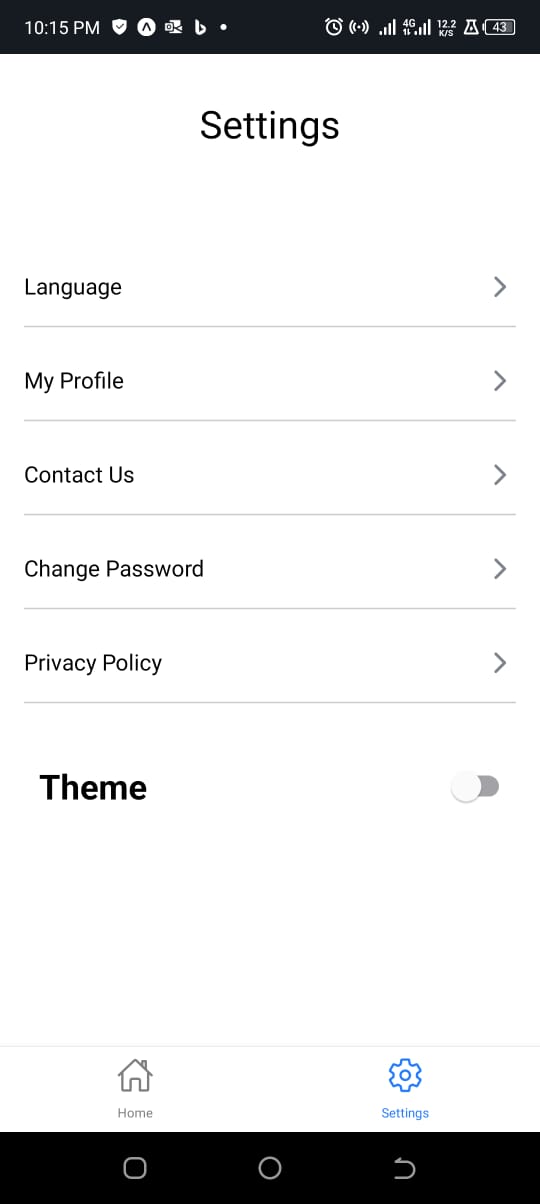 10:15 PM 4G 12.2 K/S 43
Settings
Language
My Profile
Contact Us
Change Password
Privacy Policy
Theme
Home Settings